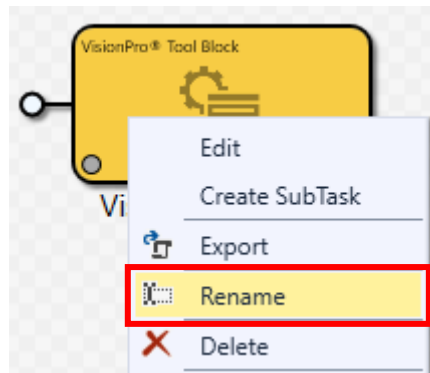 VisionPro® Tool Block
Edit
Vi
Create SubTask
Export
Rename
Delete